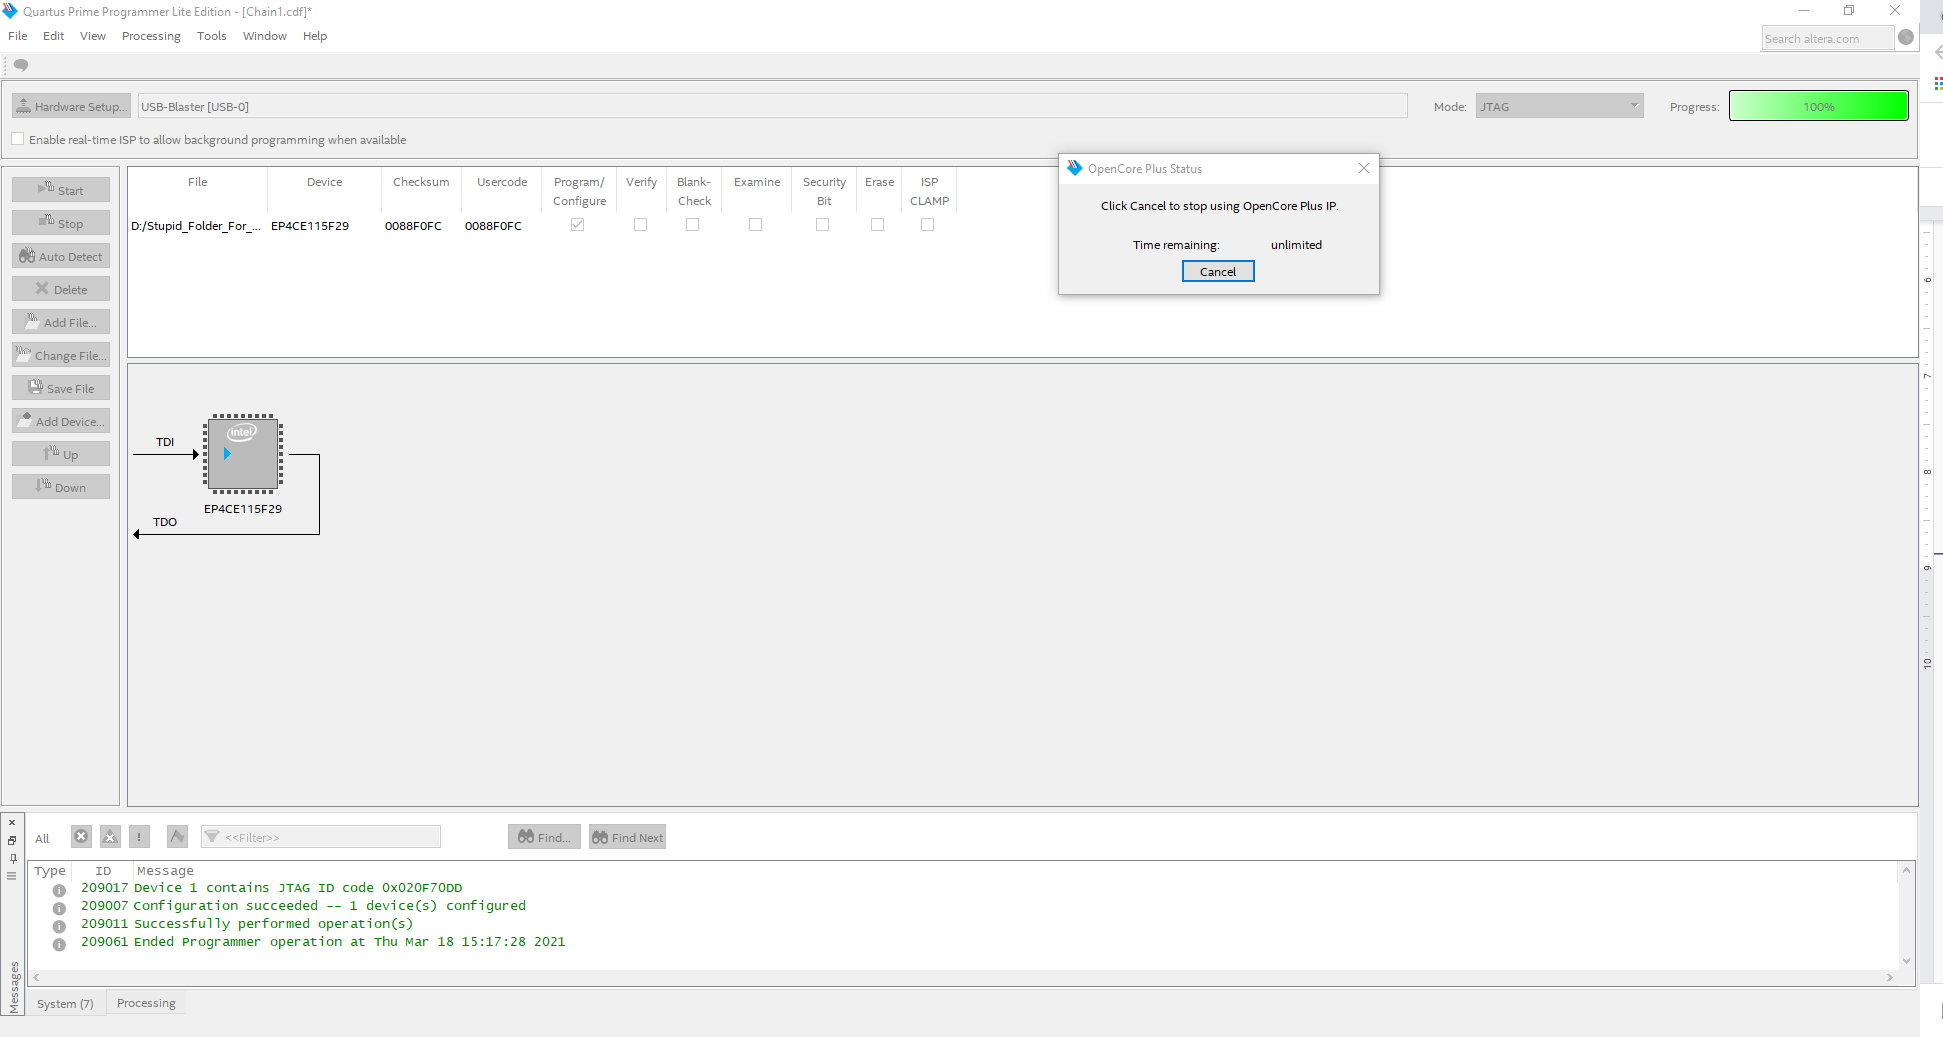 Quartus Prime Programmer Lite Edition - [Chain1.cdf]*
File Edit View Processing Tools Window Help
Search altera.com
Hardware Setup... USB-Blaster [USB-0] Mode: JTAG Progress: 100%
Enable real-time ISP to allow background programming when available
Start
Stop
Auto Detect
Delete
Add File...
Change File...
Save File
Add Device...
Up
Down
File Device Checksum Usercode Program/ Configure Verify Blank- Check Examine Security Bit Erase ISP CLAMP
D:/Stupid_Folder_For_... EP4CE115F29 0088F0FC 0088F0FC
OpenCore Plus Status
Click Cancel to stop using OpenCore Plus IP.
Time remaining: unlimited
Cancel
TDI
intel
EP4CE115F29
TDO
6
7
8
9
10
All <<Filter>> Find... Find Next
Type ID Message
209017 Device 1 contains JTAG ID code 0x020F70DD
209007 Configuration succeeded -- 1 device(s) configured
209011 Successfully performed operation(s)
209061 Ended Programmer operation at Thu Mar 18 15:17:28 2021
Messages
System (7) Processing